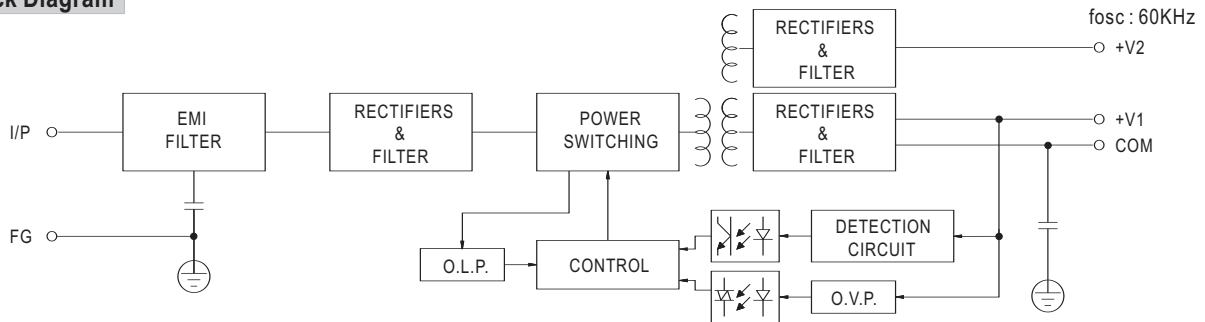 ck Diagram
fosc : 60KHz
RECTIFIERS
&
FILTER
+V2
I/P
EMI
FILTER
RECTIFIERS
&
FILTER
POWER
SWITCHING
RECTIFIERS
&
FILTER
+V1
COM
FG
O.L.P.
CONTROL
DETECTION
CIRCUIT
O.V.P.